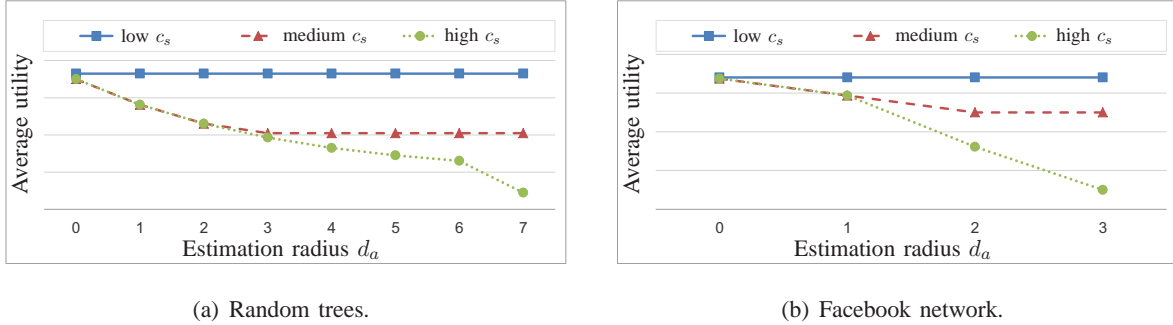 low c_s medium c_s high c_s
Average utility
0 1 2 3 4 5 6 7
Estimation radius d_a
(a) Random trees.
low c_s medium c_s high c_s
Average utility
0 1 2 3
Estimation radius d_a
(b) Facebook network.